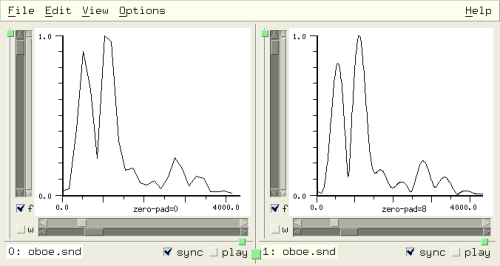 File Edit View Options Help
1.0
0.0
0.0 zero-pad=0 4000.0
f
w
0: oboe.snd sync play
1.0
0.0
0.0 zero-pad=8 4000.0
f
w
1: oboe.snd sync play